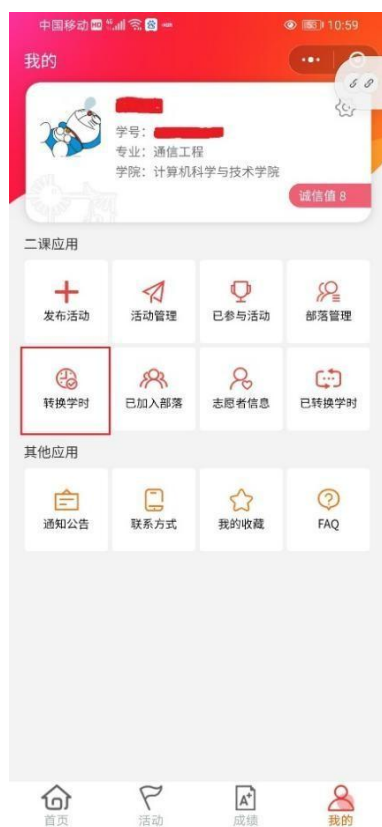 中国移动 HD 10:59
我的
学号：
专业：通信工程
学院：计算机科学与技术学院
诚信值 8
二课应用
发布活动 活动管理 已参与活动 部落管理
转换学时 已加入部落 志愿者信息 已转换学时
其他应用
通知公告 联系方式 我的收藏 FAQ
首页 活动 成绩 我的